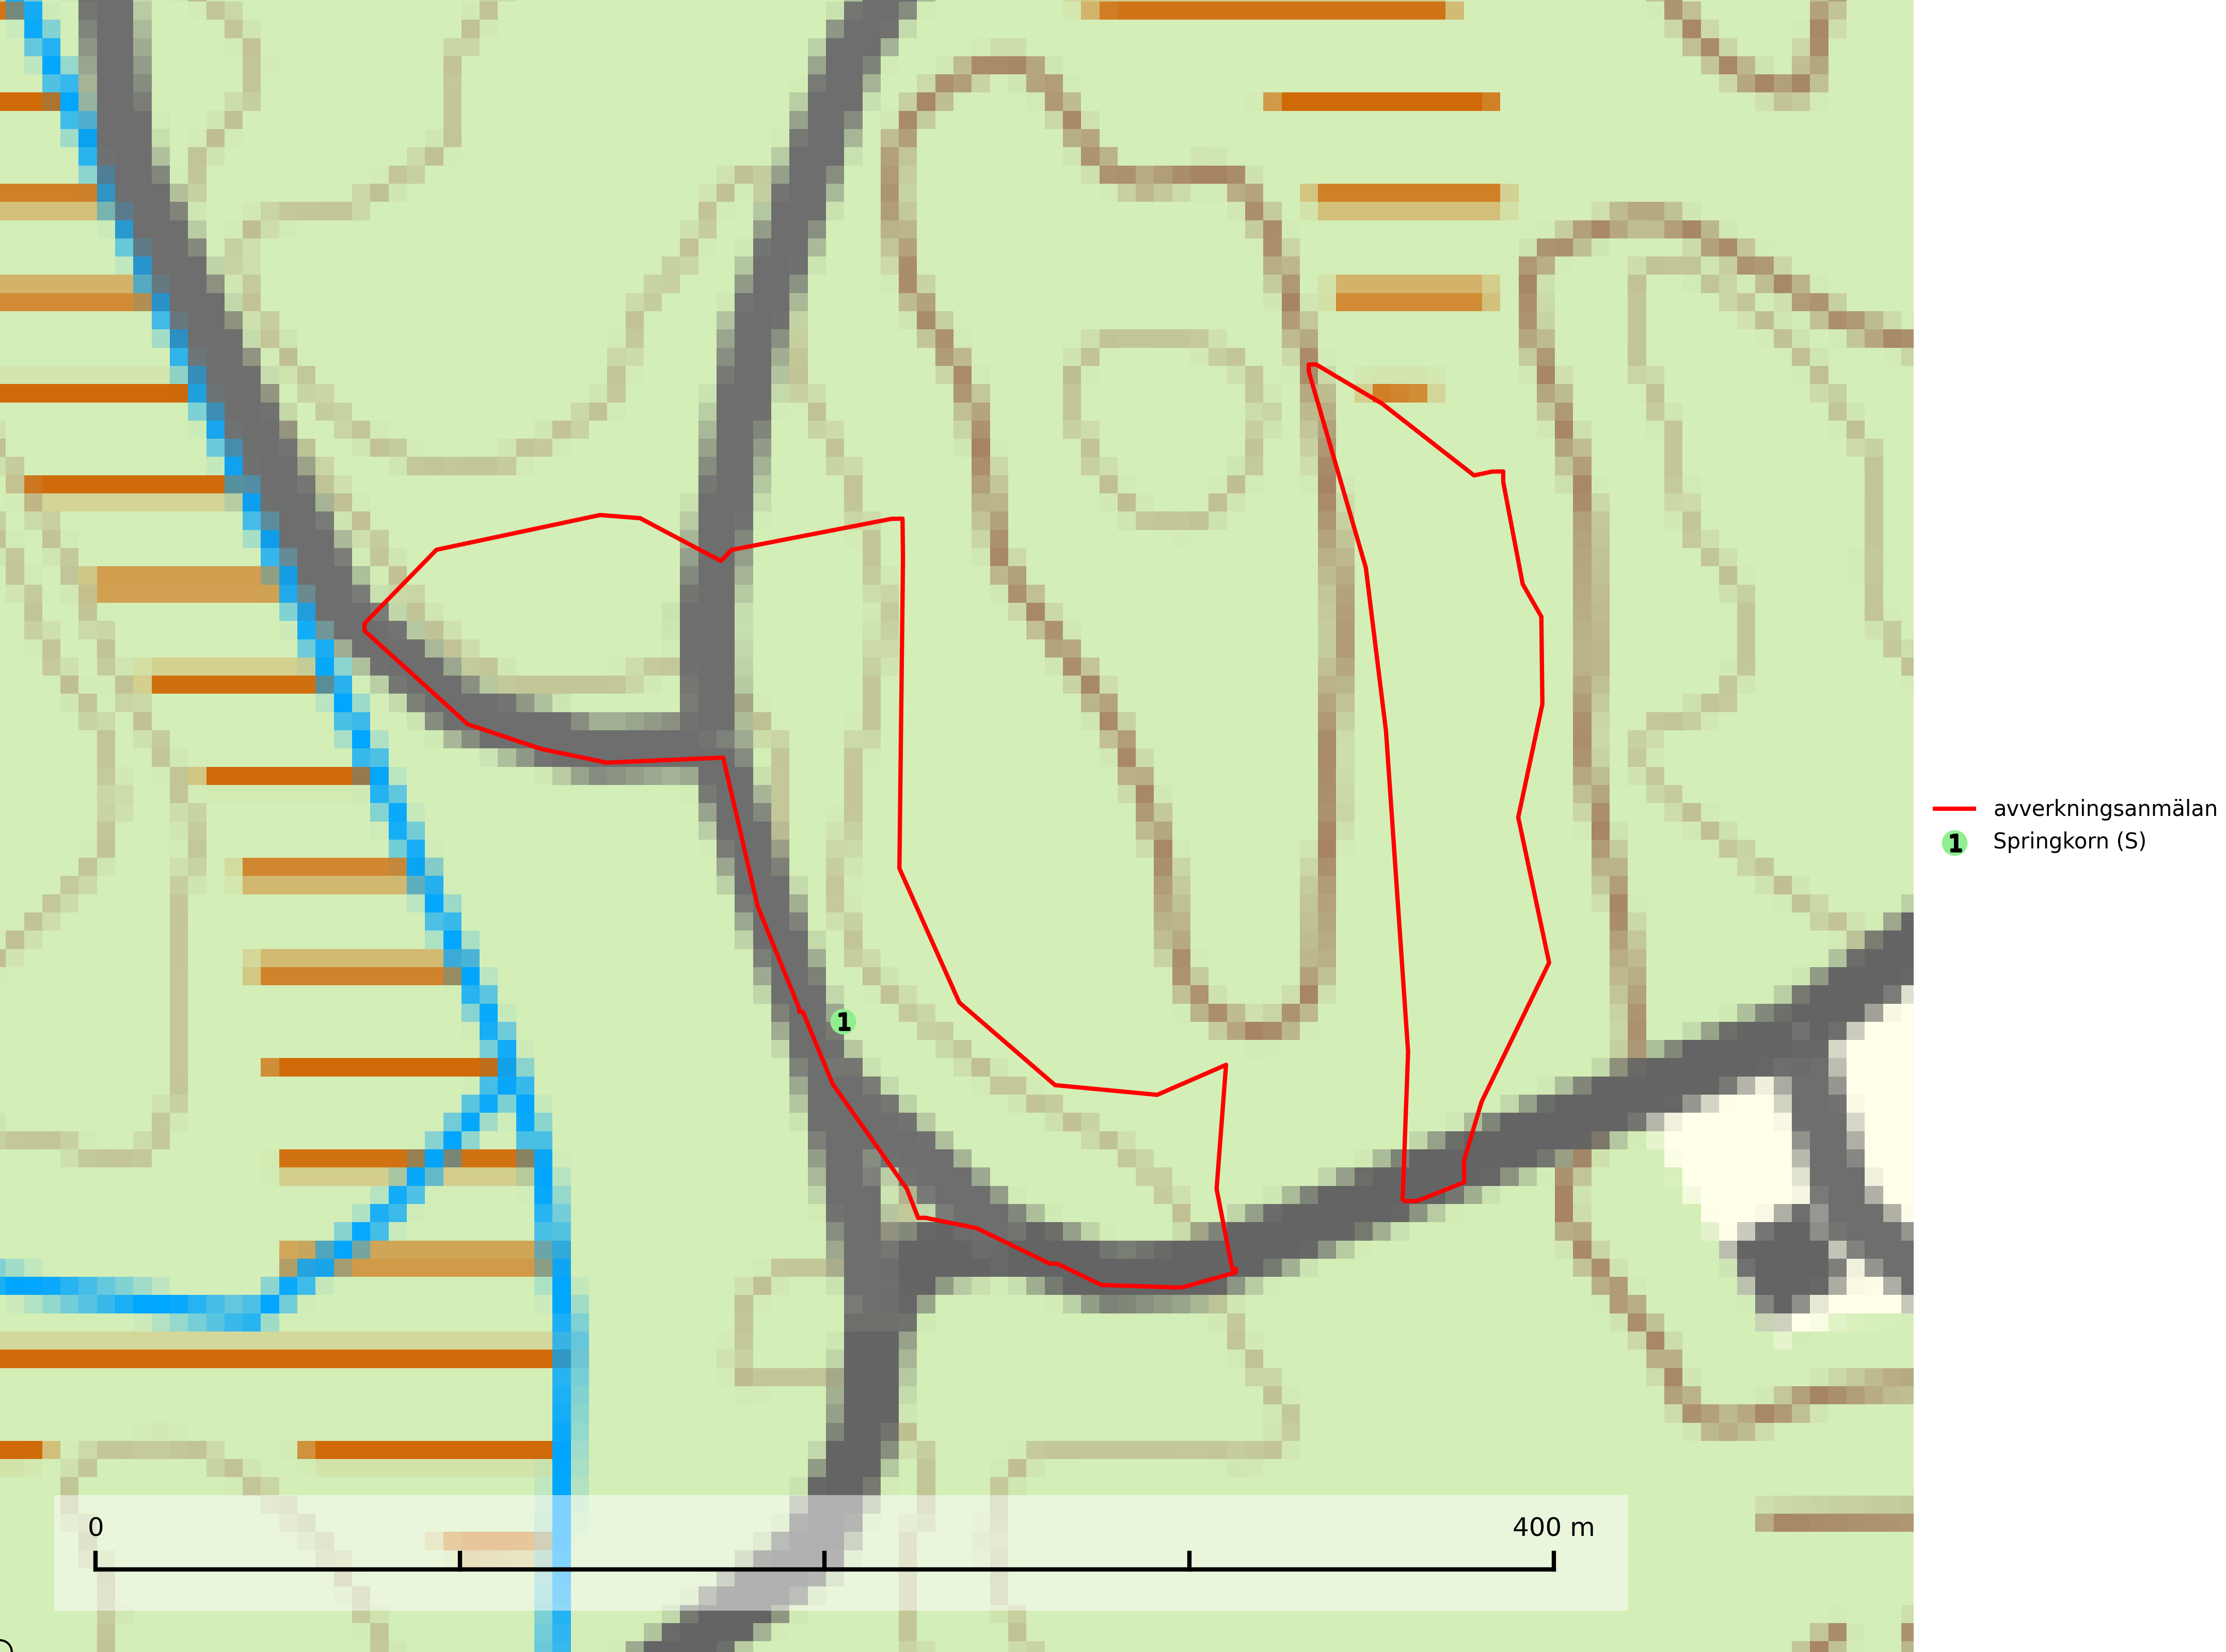 1
avverkningsanmälan
1 Springkorn (S)
0
400 m